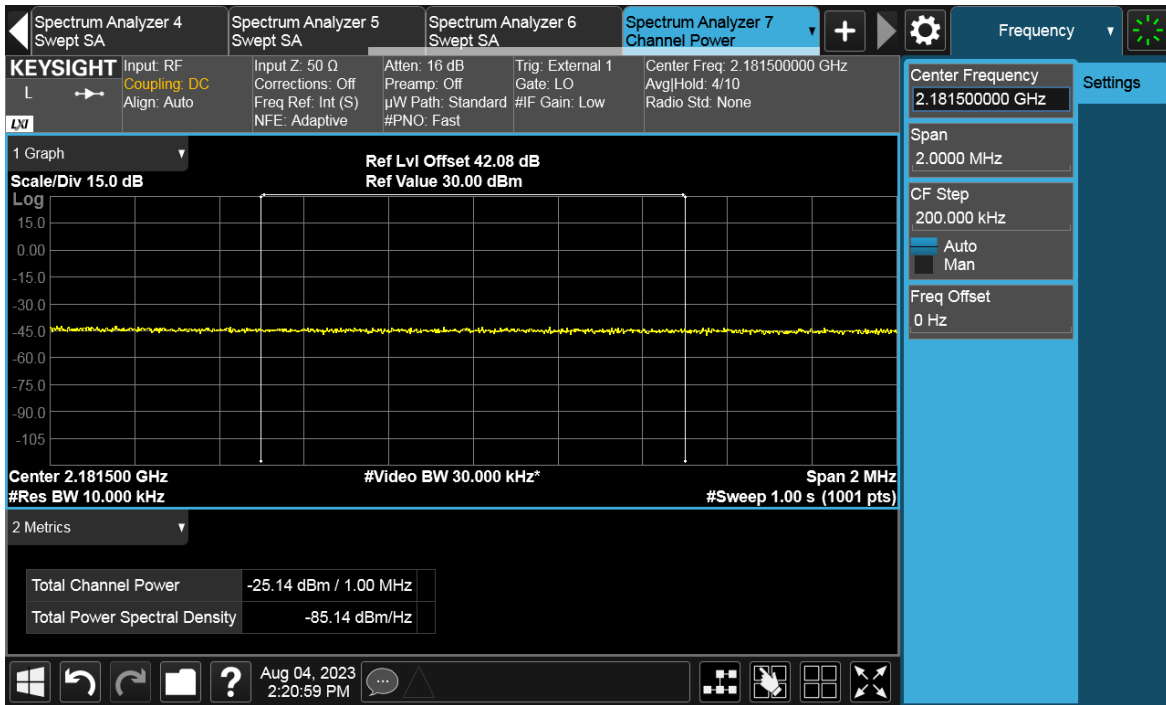 Spectrum Analyzer 4
Swept SA
Spectrum Analyzer 5
Swept SA
Spectrum Analyzer 6
Swept SA
Spectrum Analyzer 7
Channel Power
Frequency
KEYSIGHT
L
LXI
Input: RF
Coupling: DC
Align: Auto
Input Z: 50 Ω
Corrections: Off
Freq Ref: Int (S)
NFE: Adaptive
Atten: 16 dB
Preamp: Off
µW Path: Standard
#PNO: Fast
Trig: External 1
Gate: LO
#IF Gain: Low
Center Freq: 2.181500000 GHz
Avg|Hold: 4/10
Radio Std: None
1 Graph
Scale/Div 15.0 dB
Ref Lvl Offset 42.08 dB
Ref Value 30.00 dBm
Log
15.0
0.00
-15.0
-30.0
-45.0
-60.0
-75.0
-90.0
-105
Center 2.181500 GHz
#Video BW 30.000 kHz*
Span 2 MHz
#Res BW 10.000 kHz
#Sweep 1.00 s (1001 pts)
2 Metrics
Total Channel Power -25.14 dBm / 1.00 MHz
Total Power Spectral Density -85.14 dBm/Hz
?
Aug 04, 2023
2:20:59 PM
Center Frequency
2.181500000 GHz
Settings
Span
2.0000 MHz
CF Step
200.000 kHz
Auto
Man
Freq Offset
0 Hz